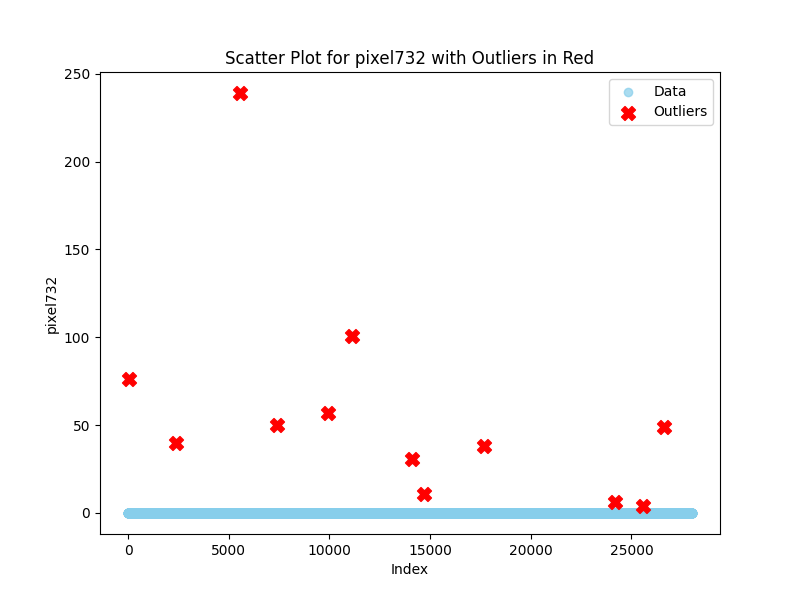 Scatter Plot for pixel732 with Outliers in Red
250
200
150
100
50
0
pixel732
Data
Outliers
0
5000
10000
15000
20000
25000
Index